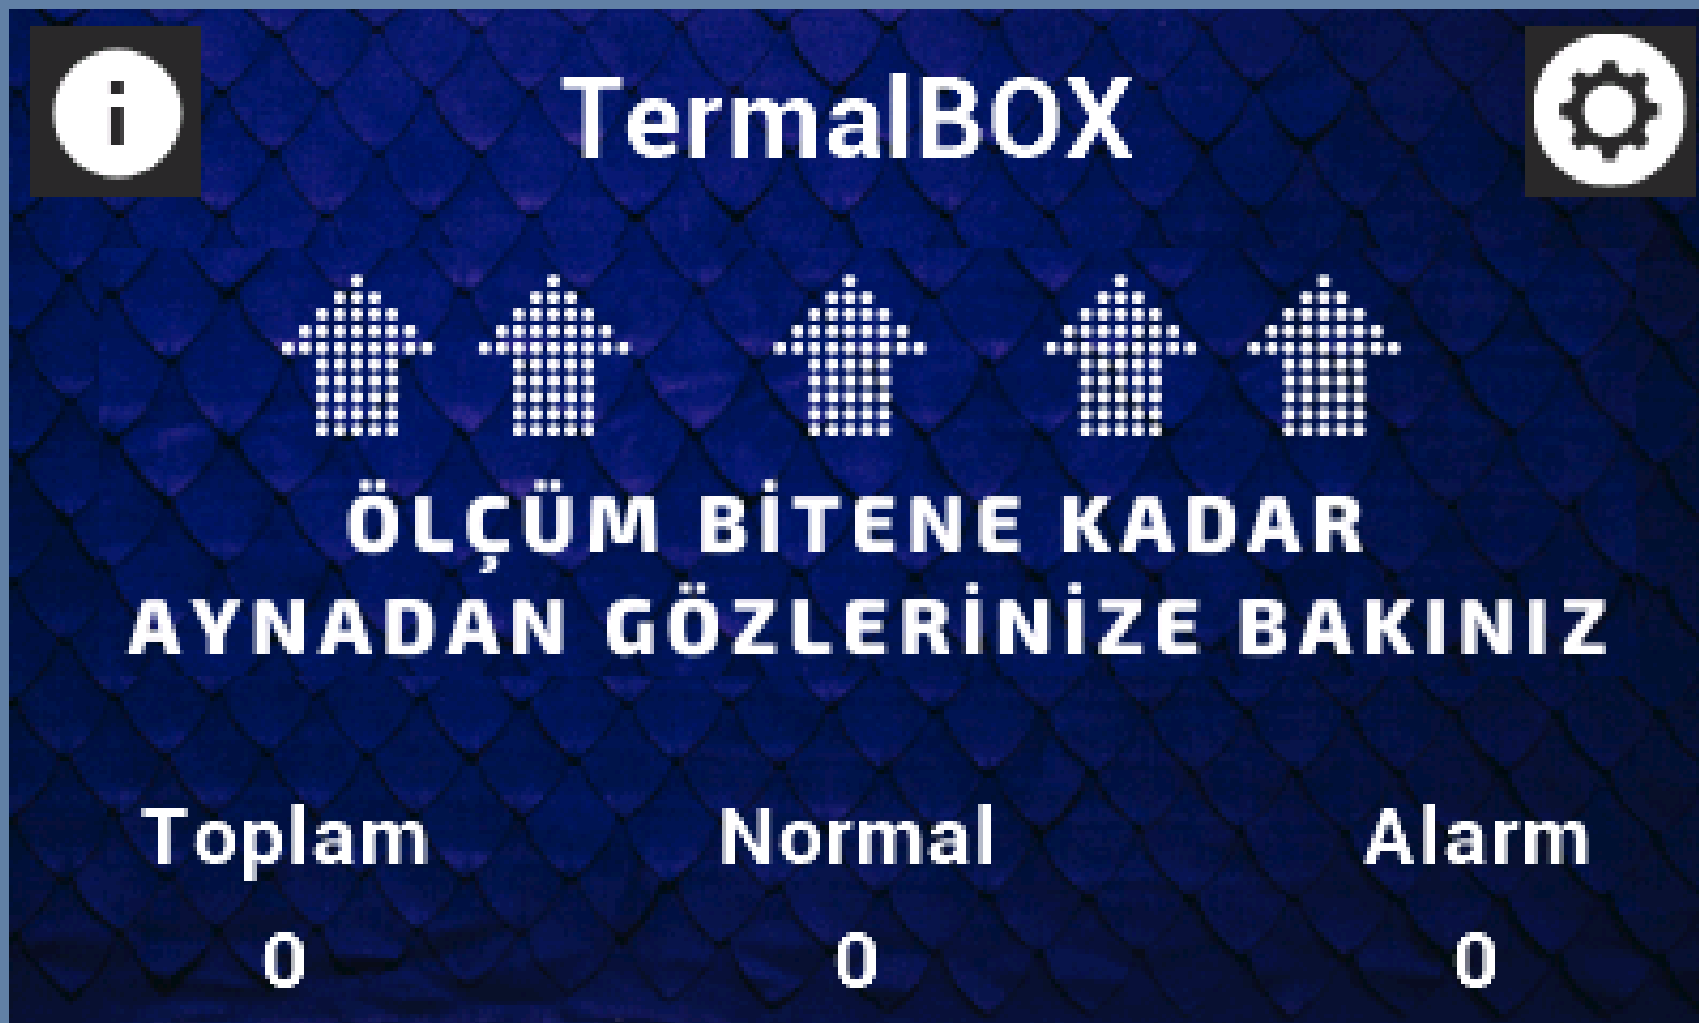 TermalBOX
ÖLÇÜM BİTENE KADAR
AYNADAN GÖZLERİNİZE BAKINIZ
Toplam Normal Alarm
0 0 0